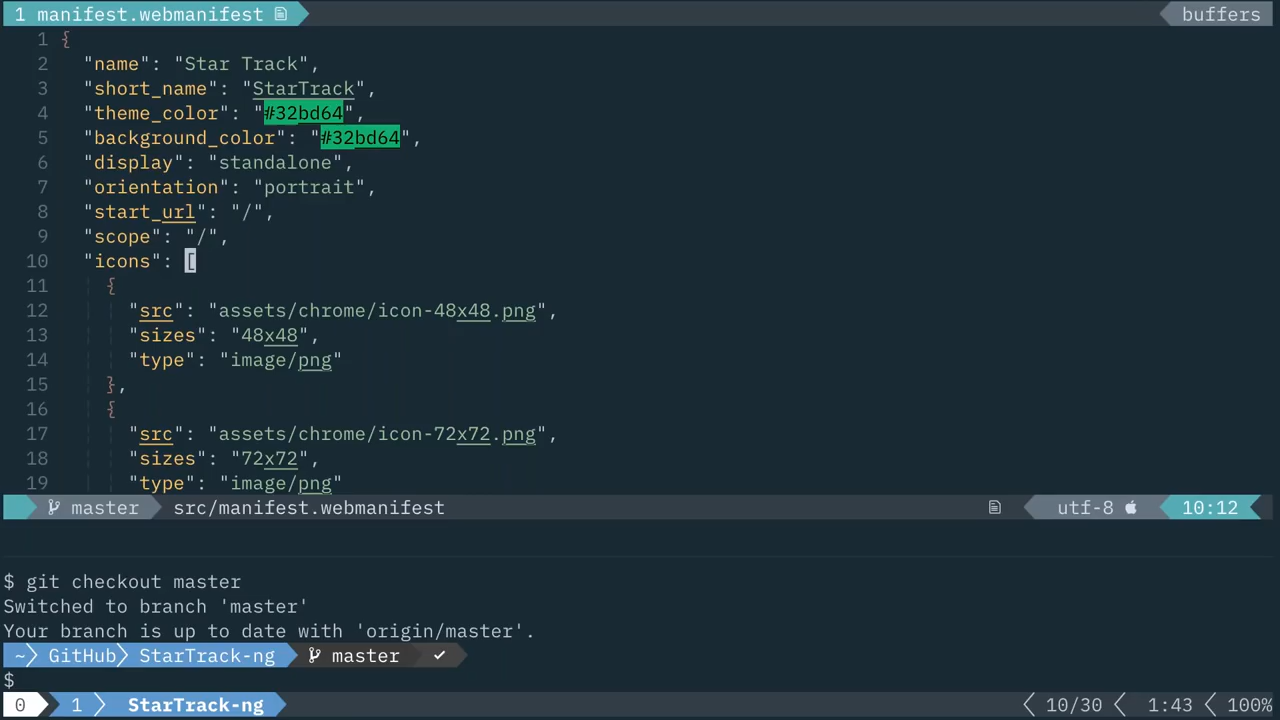 1 manifest.webmanifest buffers
1 {
2 "name": "Star Track",
3 "short_name": "StarTrack",
4 "theme_color": "#32bd64",
5 "background_color": "#32bd64",
6 "display": "standalone",
7 "orientation": "portrait",
8 "start_url": "/",
9 "scope": "/",
10 "icons": [
11 {
12 "src": "assets/chrome/icon-48x48.png",
13 "sizes": "48x48",
14 "type": "image/png"
15 },
16 {
17 "src": "assets/chrome/icon-72x72.png",
18 "sizes": "72x72",
19 "type": "image/png"
master src/manifest.webmanifest utf-8 10:12
$ git checkout master
Switched to branch 'master'
Your branch is up to date with 'origin/master'.
~ GitHub StarTrack-ng master ✔
$
0 1 StarTrack-ng 10/30 1:43 100%